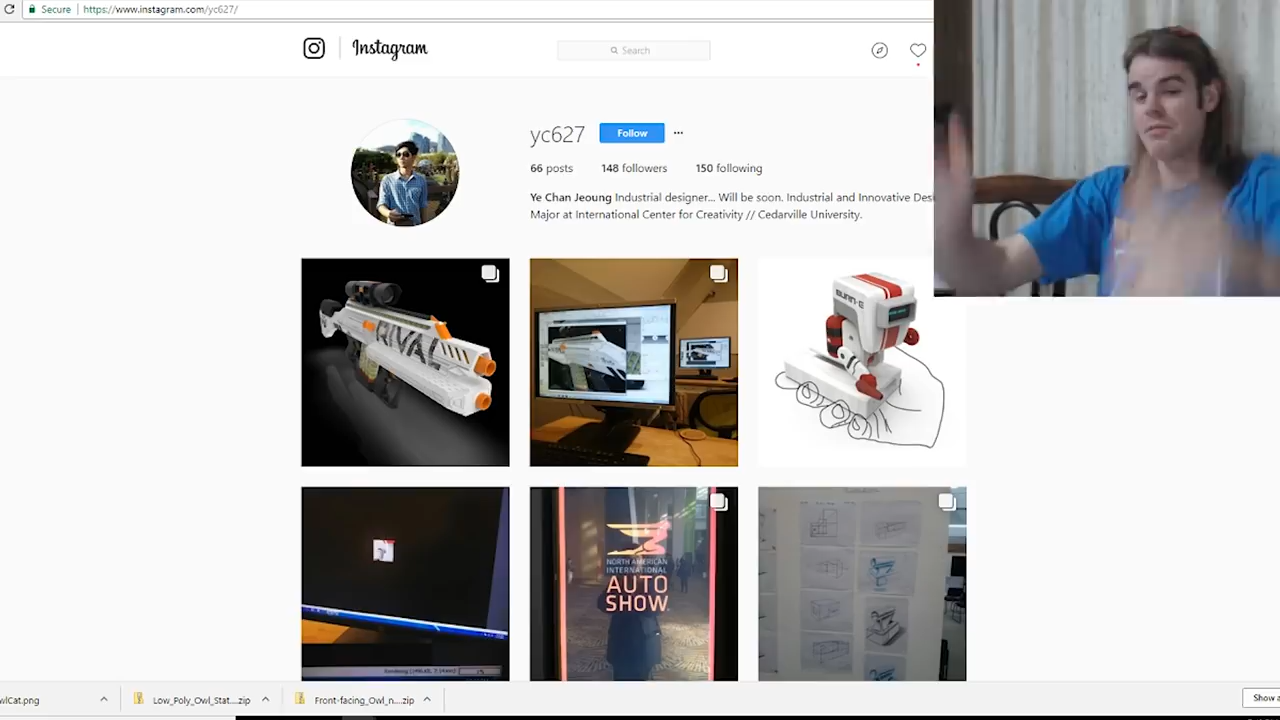 Secure https://www.instagram.com/yc627/
Instagram
Search
yc627 Follow ...
66 posts 148 followers 150 following
Ye Chan Jeoung Industrial designer... Will be soon. Industrial and Innovative Des
Major at International Center for Creativity // Cedarville University.
RIVAL
BURN-E
NORTH AMERICAN
INTERNATIONAL
AUTO
SHOW
wlCat.png Low_Poly_Owl_Stat....zip Front-facing_Owl_n....zip Show a